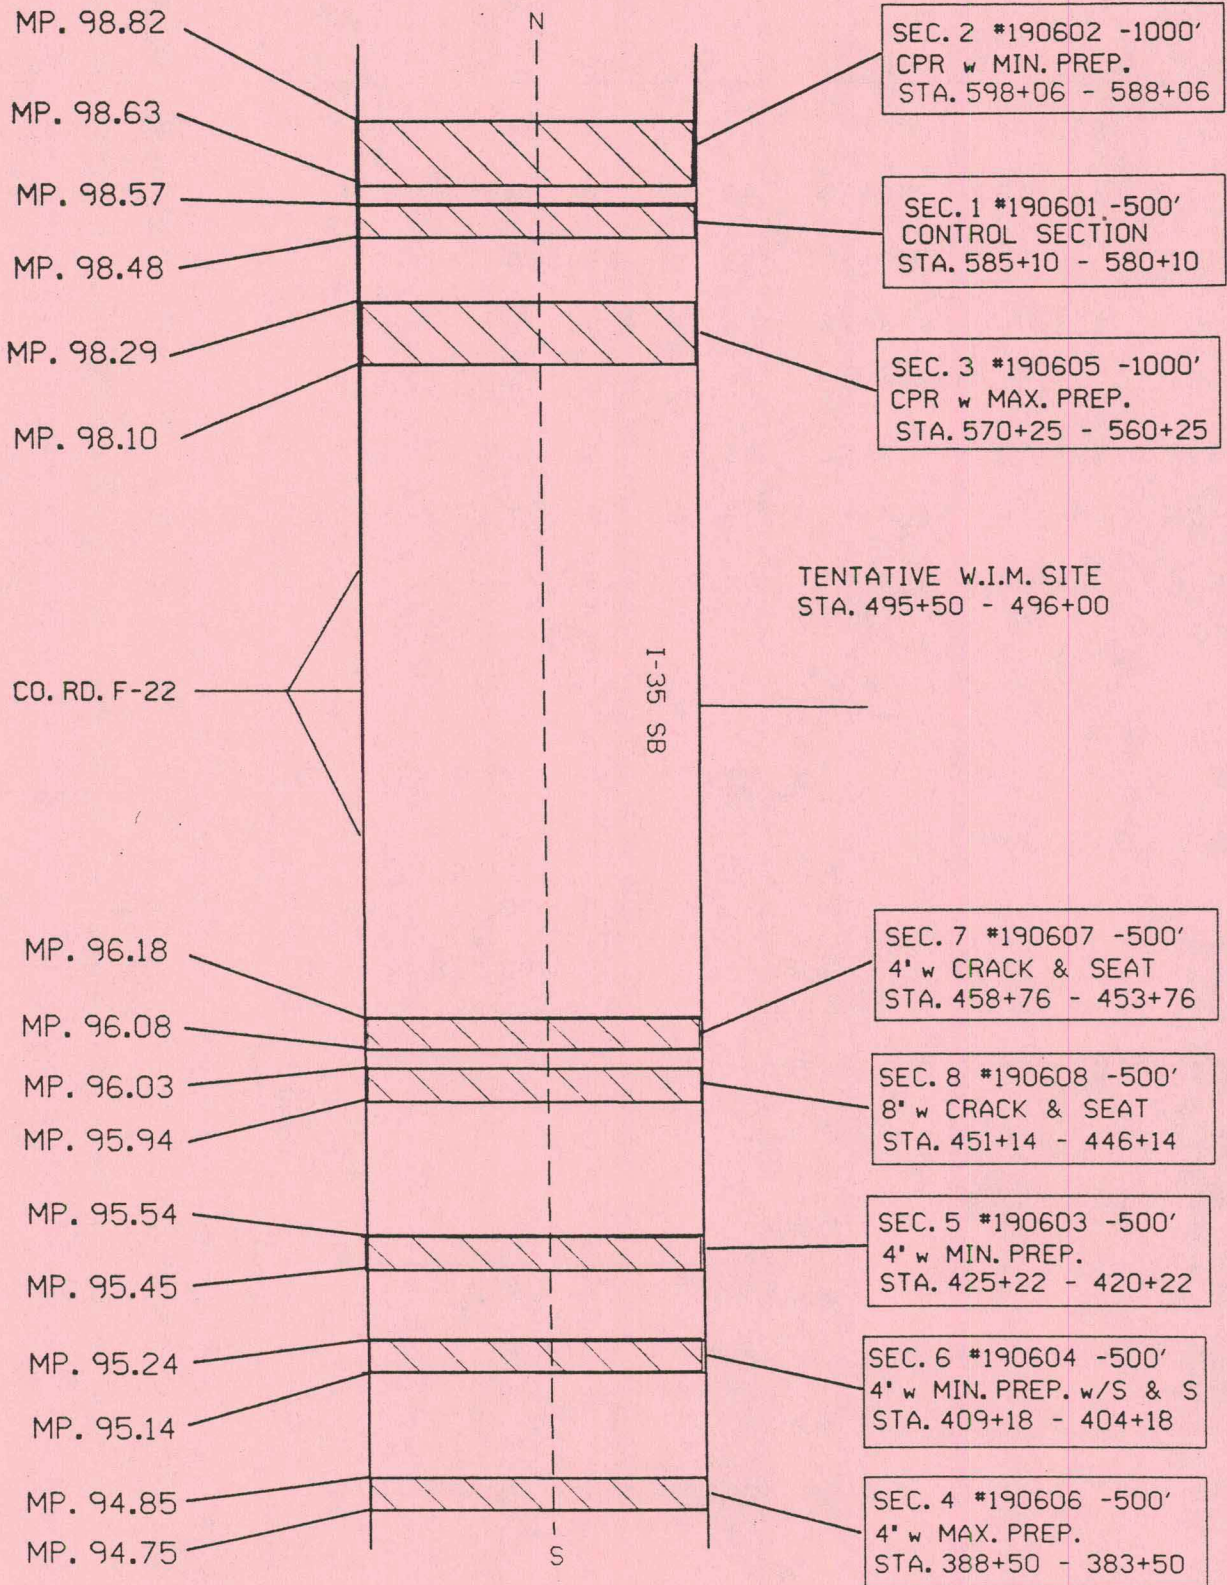 N
MP. 98.82
MP. 98.63
MP. 98.57
MP. 98.48
MP. 98.29
MP. 98.10
SEC. 2 *190602 -1000'
CPR w MIN. PREP.
STA. 598+06 - 588+06
SEC. 1 *190601 -500'
CONTROL SECTION
STA. 585+10 - 580+10
SEC. 3 *190605 -1000'
CPR w MAX. PREP.
STA. 570+25 - 560+25
TENTATIVE W.I.M. SITE
STA. 495+50 - 496+00
CO. RD. F-22
I-35 SB
MP. 96.18
MP. 96.08
MP. 96.03
MP. 95.94
MP. 95.54
MP. 95.45
MP. 95.24
MP. 95.14
MP. 94.85
MP. 94.75
SEC. 7 *190607 -500'
4" w CRACK & SEAT
STA. 458+76 - 453+76
SEC. 8 *190608 -500'
8" w CRACK & SEAT
STA. 451+14 - 446+14
SEC. 5 *190603 -500'
4" w MIN. PREP.
STA. 425+22 - 420+22
SEC. 6 *190604 -500'
4" w MIN. PREP. w/S & S
STA. 409+18 - 404+18
SEC. 4 *190606 -500'
4" w MAX. PREP.
STA. 388+50 - 383+50
S